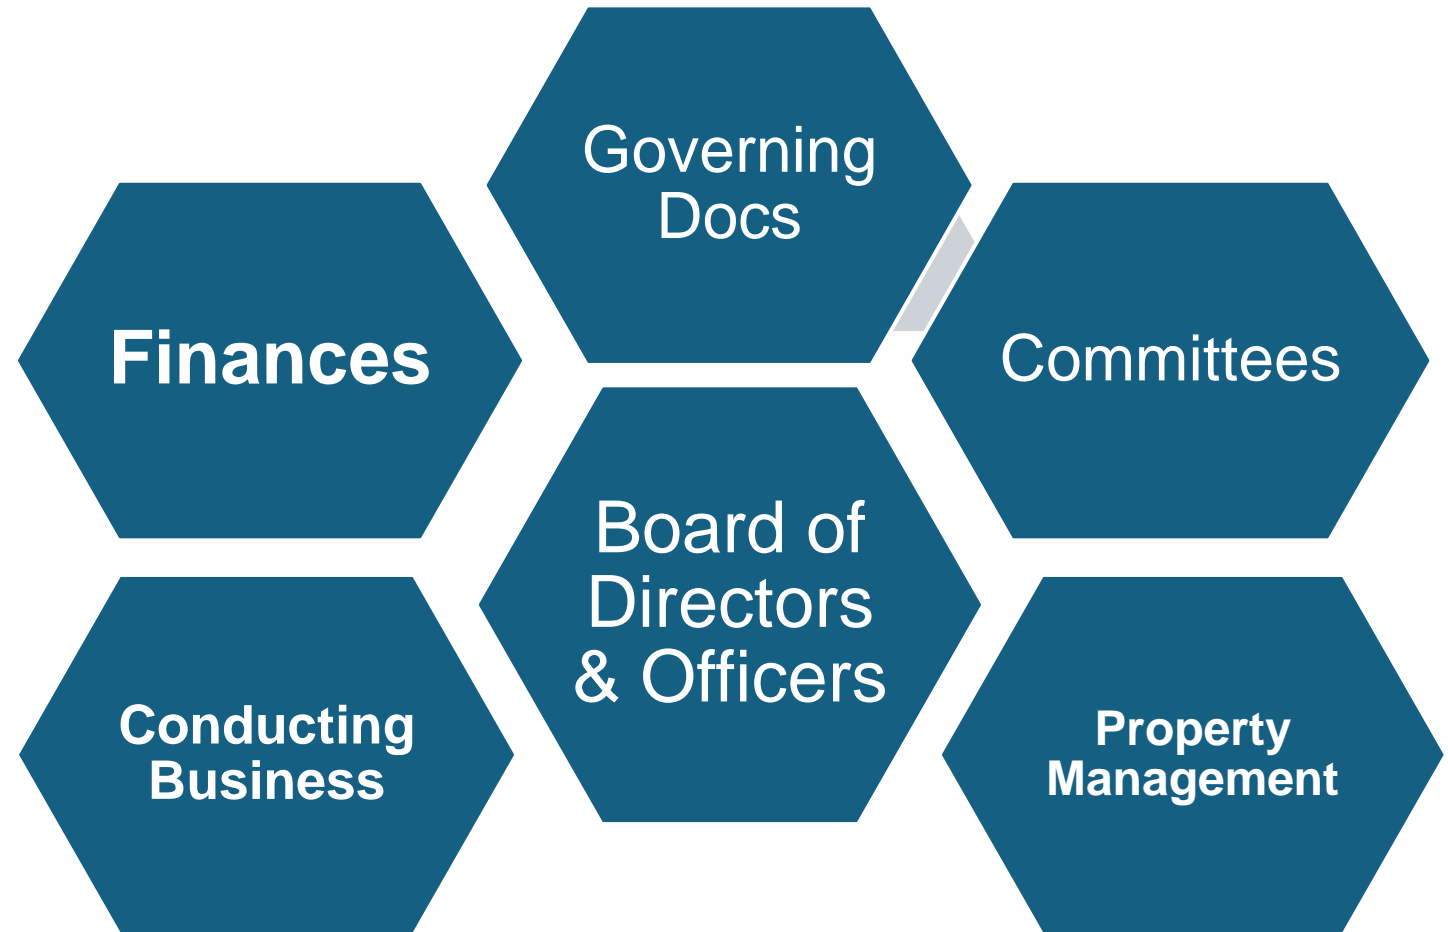 Governing
Docs
Finances
Committees
Board of
Directors
& Officers
Conducting
Business
Property
Management